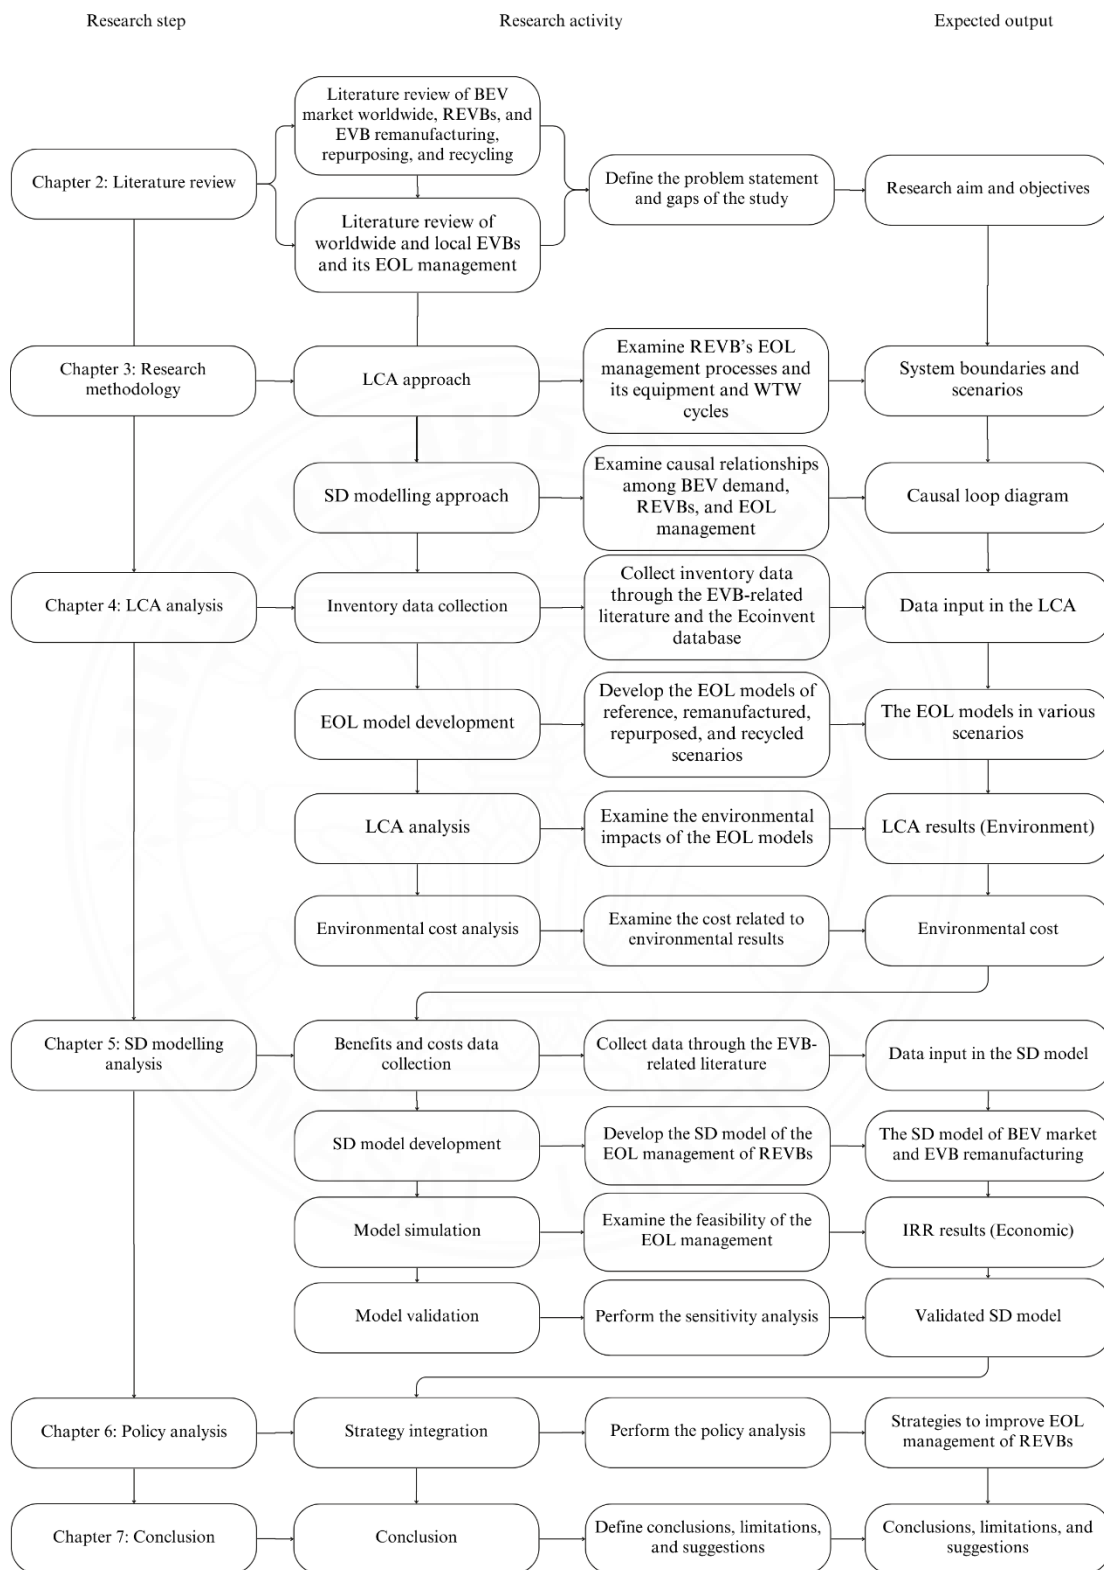 Research step
Research activity
Expected output
Literature review of BEV
market worldwide, REVBs, and
EVB remanufacturing,
repurposing, and recycling
Chapter 2: Literature review
Define the problem statement
and gaps of the study
Research aim and objectives
Literature review of
worldwide and local EVBs
and its EOL management
Chapter 3: Research
methodology
LCA approach
Examine REVB's EOL
management processes and
its equipment and WTW
cycles
System boundaries and
scenarios
SD modelling approach
Examine causal relationships
among BEV demand,
REVBs, and EOL
management
Causal loop diagram
Chapter 4: LCA analysis
Inventory data collection
Collect inventory data
through the EVB-related
literature and the Ecoinvent
database
Data input in the LCA
EOL model development
Develop the EOL models of
reference, remanufactured,
repurposed, and recycled
scenarios
The EOL models in various
scenarios
LCA analysis
Examine the environmental
impacts of the EOL models
LCA results (Environment)
Environmental cost analysis
Examine the cost related to
environmental results
Environmental cost
Chapter 5: SD modelling
analysis
Benefits and costs data
collection
Collect data through the EVB-
related literature
Data input in the SD model
SD model development
Develop the SD model of the
EOL management of REVBs
The SD model of BEV market
and EVB remanufacturing
Model simulation
Examine the feasibility of the
EOL management
IRR results (Economic)
Model validation
Perform the sensitivity analysis
Validated SD model
Chapter 6: Policy analysis
Strategy integration
Perform the policy analysis
Strategies to improve EOL
management of REVBs
Chapter 7: Conclusion
Conclusion
Define conclusions, limitations,
and suggestions
Conclusions, limitations, and
suggestions